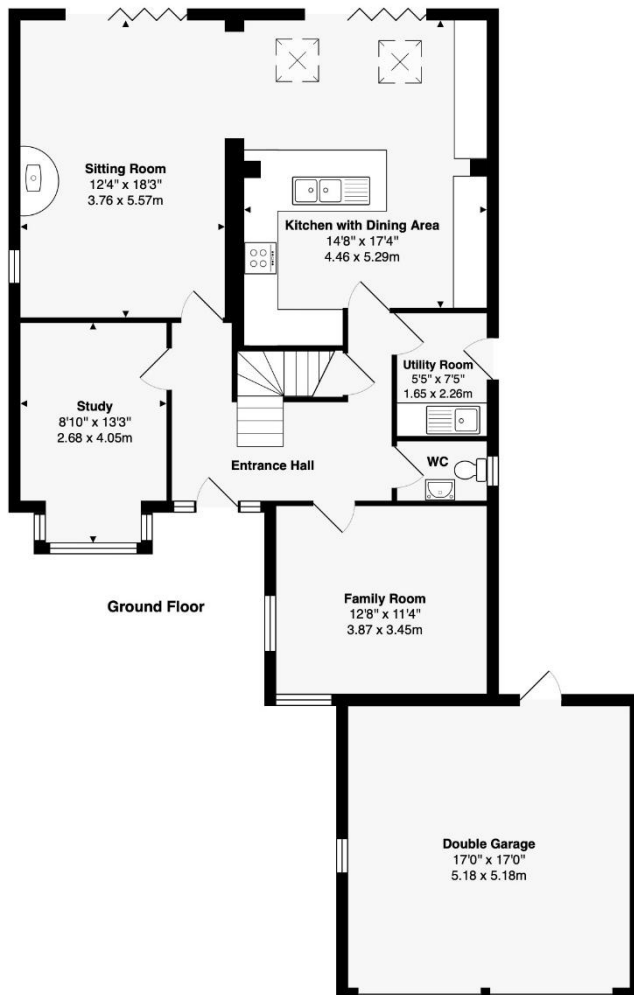 Sitting Room
12'4" x 18'3"
3.76 x 5.57m
Kitchen with Dining Area
14'8" x 17'4"
4.46 x 5.29m
Utility Room
5'5" x 7'5"
1.65 x 2.26m
Study
8'10" x 13'3"
2.68 x 4.05m
Entrance Hall
WC
Ground Floor
Family Room
12'8" x 11'4"
3.87 x 3.45m
Double Garage
17'0" x 17'0"
5.18 x 5.18m